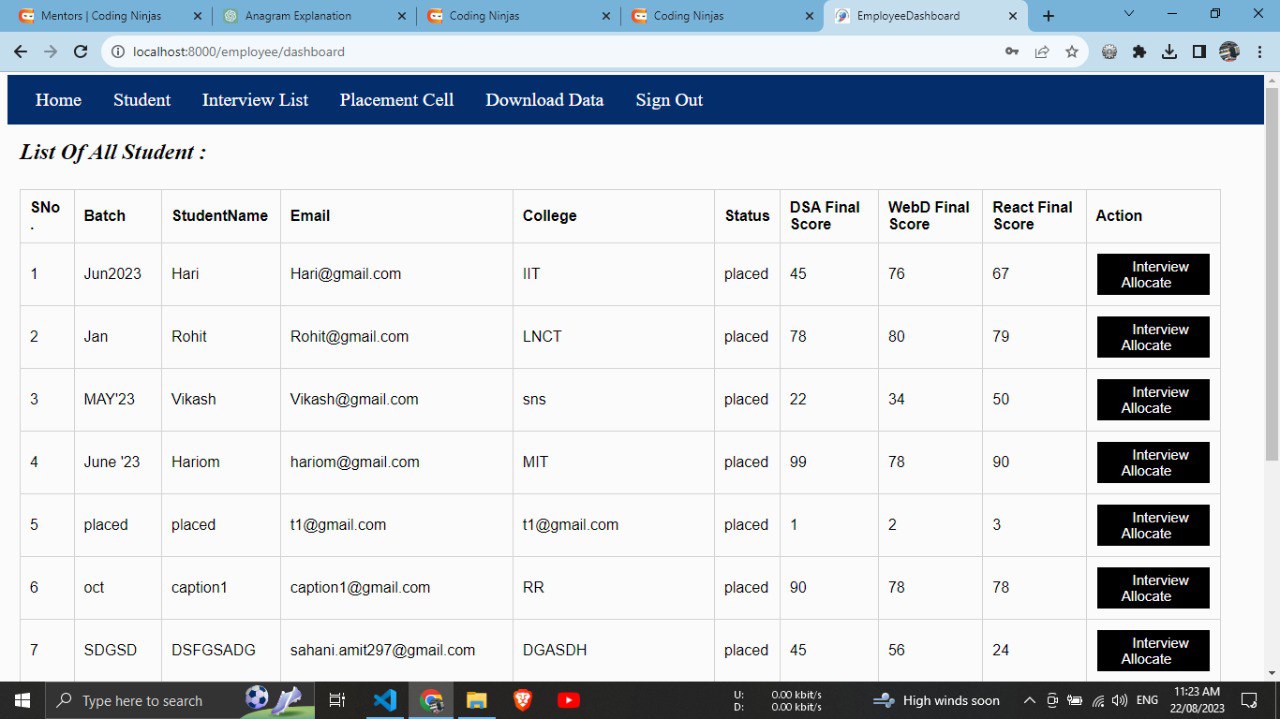 Mentors | Coding Ninjas
Anagram Explanation
Coding Ninjas
Coding Ninjas
EmployeeDashboard
localhost:8000/employee/dashboard
Home Student Interview List Placement Cell Download Data Sign Out
List Of All Student :
SNo. Batch StudentName Email College Status DSA Final Score WebD Final Score React Final Score Action
1 Jun2023 Hari Hari@gmail.com IIT placed 45 76 67 Interview Allocate
2 Jan Rohit Rohit@gmail.com LNCT placed 78 80 79 Interview Allocate
3 MAY'23 Vikash Vikash@gmail.com sns placed 22 34 50 Interview Allocate
4 June '23 Hariom hariom@gmail.com MIT placed 99 78 90 Interview Allocate
5 placed placed t1@gmail.com t1@gmail.com placed 1 2 3 Interview Allocate
6 oct caption1 caption1@gmail.com RR placed 90 78 78 Interview Allocate
7 SDGSD DSFGSADG sahani.amit297@gmail.com DGASDH placed 45 56 24 Interview Allocate
Type here to search
U: 0.00 kbit/s
D: 0.00 kbit/s
High winds soon
ENG
11:23 AM
22/08/2023